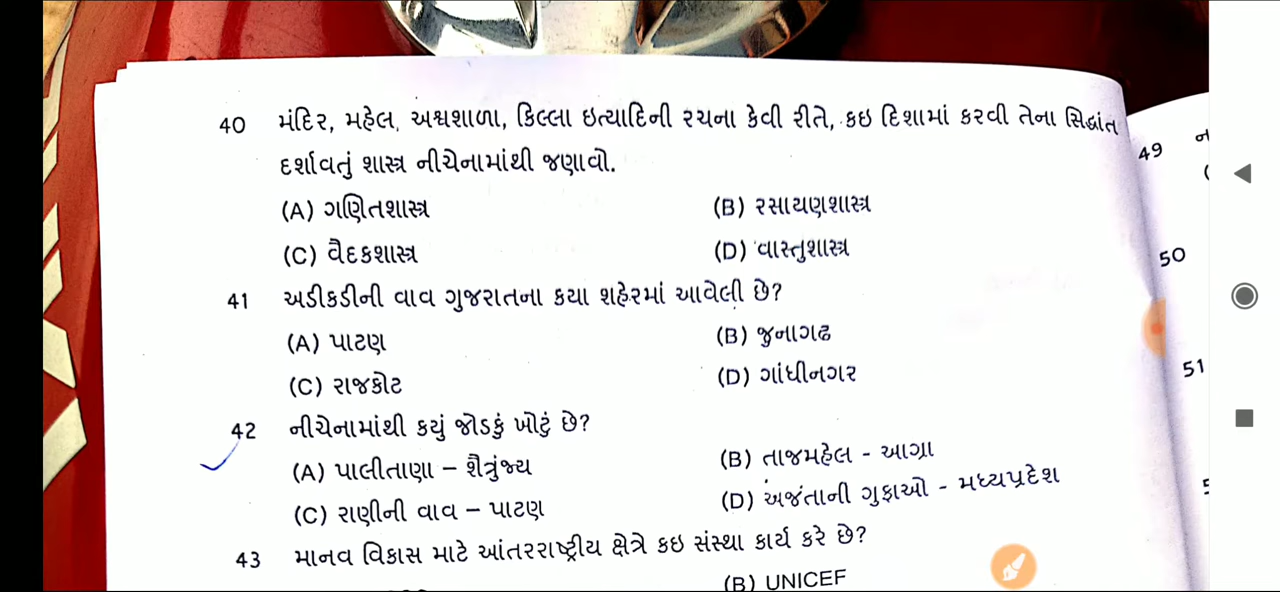 40 મંદિર, મહેલ, અશ્વશાળા, કિલ્લા ઇત્યાદિની રચના કેવી રીતે, કઇ દિશામાં કરવી તેના સિદ્ધાંત
દર્શાવતું શાસ્ત્ર નીચેનામાંથી જણાવો.
(A) ગણિતશાસ્ત્ર (B) રસાયણશાસ્ત્ર
(C) વૈદકશાસ્ત્ર (D) વાસ્તુશાસ્ત્ર
41 અડીકડીની વાવ ગુજરાતના કયા શહેરમાં આવેલી છે?
(A) પાટણ (B) જુનાગઢ
(C) રાજકોટ (D) ગાંધીનગર
42 નીચેનામાંથી કયું જોડકું ખોટું છે?
(A) પાલીતાણા – શૈત્રુંજ્ય (B) તાજમહેલ - આગ્રા
(C) રાણીની વાવ – પાટણ (D) અજંતાની ગુફાઓ - મધ્યપ્રદેશ
43 માનવ વિકાસ માટે આંતરરાષ્ટ્રીય ક્ષેત્રે કઇ સંસ્થા કાર્ય કરે છે?
(B) UNICEF
49
50
51